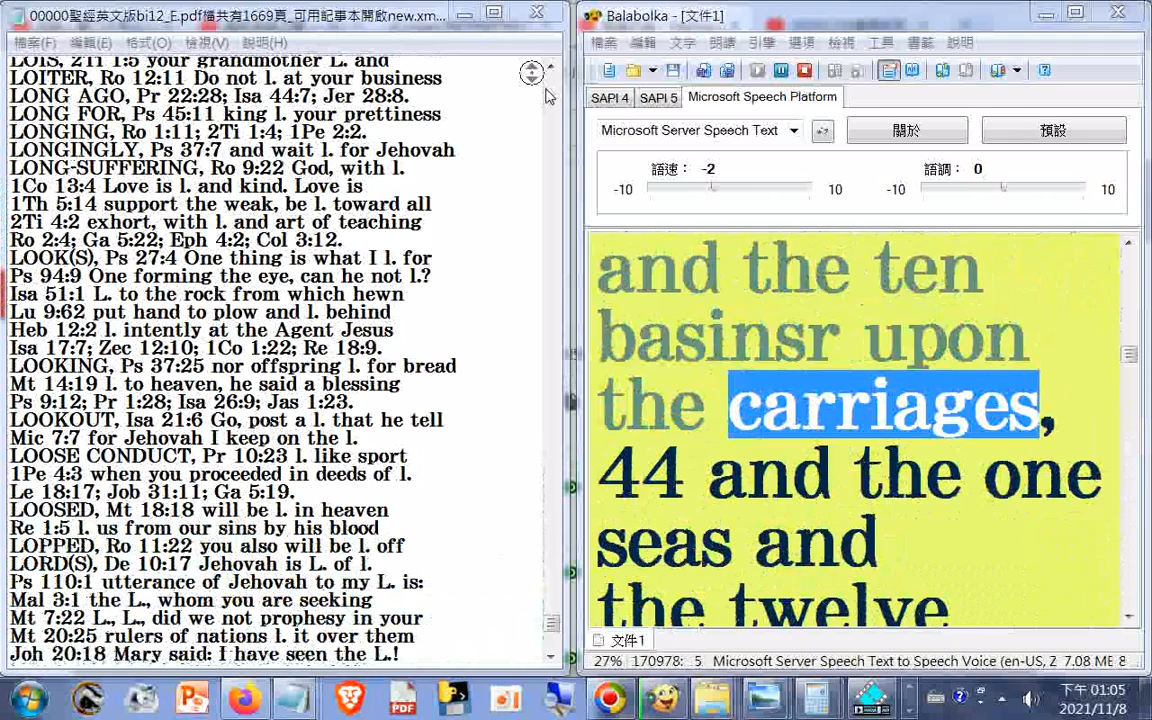 00000聖經英文版bi12_E.pdf檔共有1669頁_可用記事本開啟new.xm...
檔案(F) 編輯(E) 格式(O) 檢視(V) 說明(H)
LOIS, 2Ti 1:5 your grandmother L. and
LOITER, Ro 12:11 Do not l. at your business
LONG AGO, Pr 22:28; Isa 44:7; Jer 28:8.
LONG FOR, Ps 45:11 king l. your prettiness
LONGING, Ro 1:11; 2Ti 1:4; 1Pe 2:2.
LONGINGLY, Ps 37:7 and wait l. for Jehovah
LONG-SUFFERING, Ro 9:22 God, with l.
1Co 13:4 Love is l. and kind. Love is
1Th 5:14 support the weak, be l. toward all
2Ti 4:2 exhort, with l. and art of teaching
Ro 2:4; Ga 5:22; Eph 4:2; Col 3:12.
LOOK(S), Ps 27:4 One thing is what I l. for
Ps 94:9 One forming the eye, can he not l.?
Isa 51:1 L. to the rock from which hewn
Lu 9:62 put hand to plow and l. behind
Heb 12:2 l. intently at the Agent Jesus
Isa 17:7; Zec 12:10; 1Co 1:22; Re 18:9.
LOOKING, Ps 37:25 nor offspring l. for bread
Mt 14:19 l. to heaven, he said a blessing
Ps 9:12; Pr 1:28; Isa 26:9; Jas 1:23.
LOOKOUT, Isa 21:6 Go, post a l. that he tell
Mic 7:7 for Jehovah I keep on the l.
LOOSE CONDUCT, Pr 10:23 l. like sport
1Pe 4:3 when you proceeded in deeds of l.
Le 18:17; Job 31:11; Ga 5:19.
LOOSED, Mt 18:18 will be l. in heaven
Re 1:5 l. us from our sins by his blood
LOPPED, Ro 11:22 you also will be l. off
LORD(S), De 10:17 Jehovah is L. of l.
Ps 110:1 utterance of Jehovah to my L. is:
Mal 3:1 the L., whom you are seeking
Mt 7:22 L., L., did we not prophesy in your
Mt 20:25 rulers of nations l. it over them
Joh 20:18 Mary said: I have seen the L.!
Balabolka - [文件1]
檔案 編輯 文字 朗讀 引擎 選項 檢視 工具 書籤 說明
SAPI 4 SAPI 5 Microsoft Speech Platform
Microsoft Server Speech Text 關於 預設
語速: -2 語調: 0
-10 10 -10 10
and the ten
basinsr upon
the carriages,
44 and the one
seas and
the twelve
文件1
27% 170978: 5 Microsoft Server Speech Text to Speech Voice (en-US, Z 7.08 MB 8
PDF
下午 01:05
2021/11/8